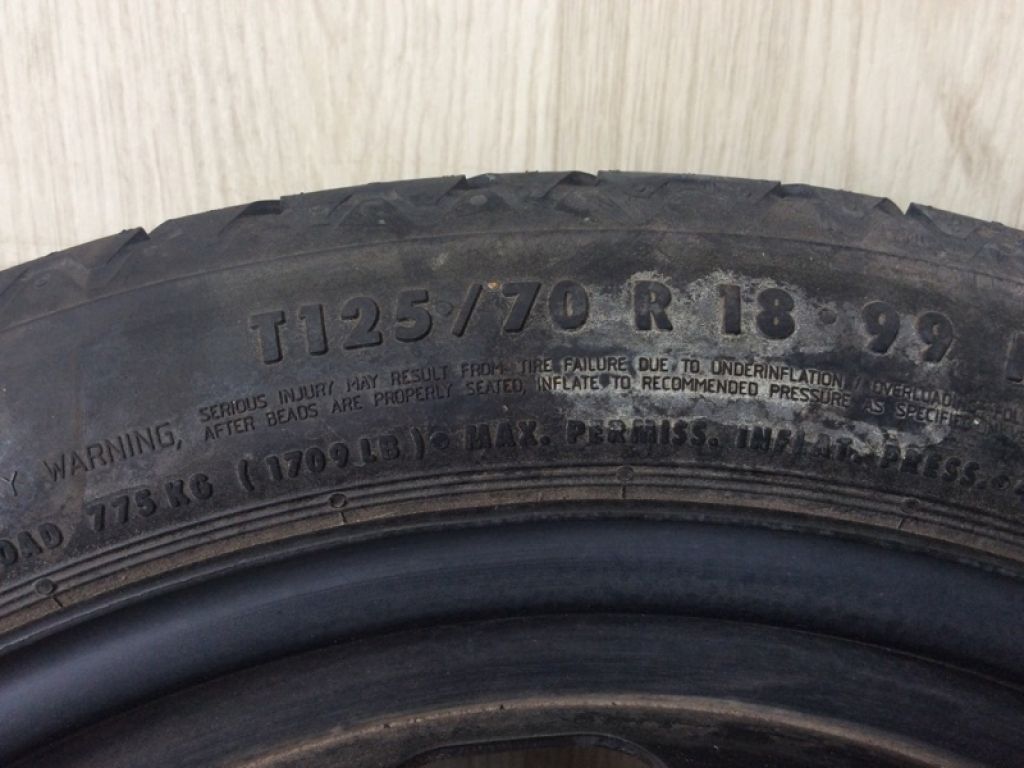 T125/70 R 18 · 99
WARNING, SERIOUS INJURY MAY RESULT FROM TIRE FAILURE DUE TO UNDERINFLATION / OVERLOADING
AFTER BEADS ARE PROPERLY SEATED, INFLATE TO RECOMMENDED PRESSURE AS SPECIFIED
775 KG (1709 LB) · MAX. PERMISS. INFLAT. PRESS.